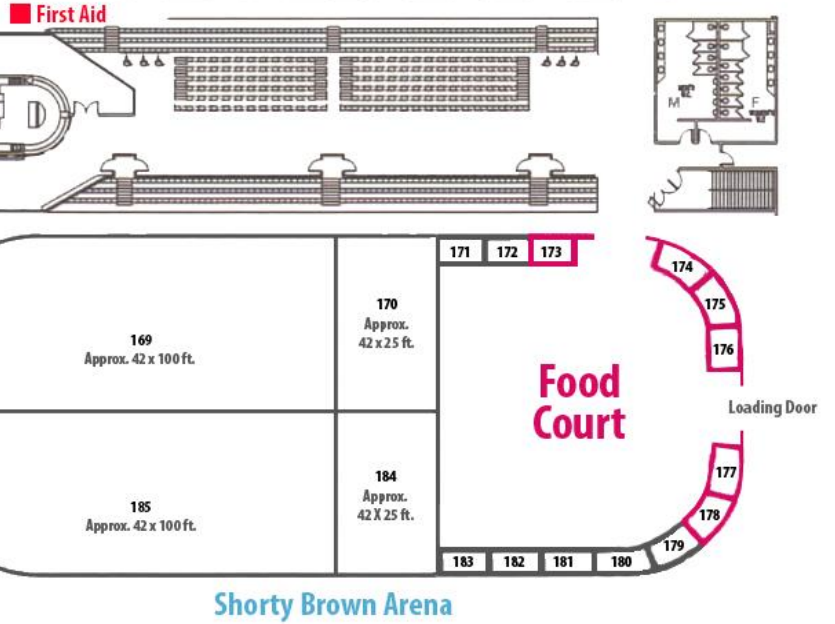 First Aid
M
F
171
172
173
174
175
176
170
Approx.
42 x 25 ft.
169
Approx. 42 x 100 ft.
Food
Court
Loading Door
177
178
179
184
Approx.
42 X 25 ft.
185
Approx. 42 x 100 ft.
183
182
181
180
Shorty Brown Arena